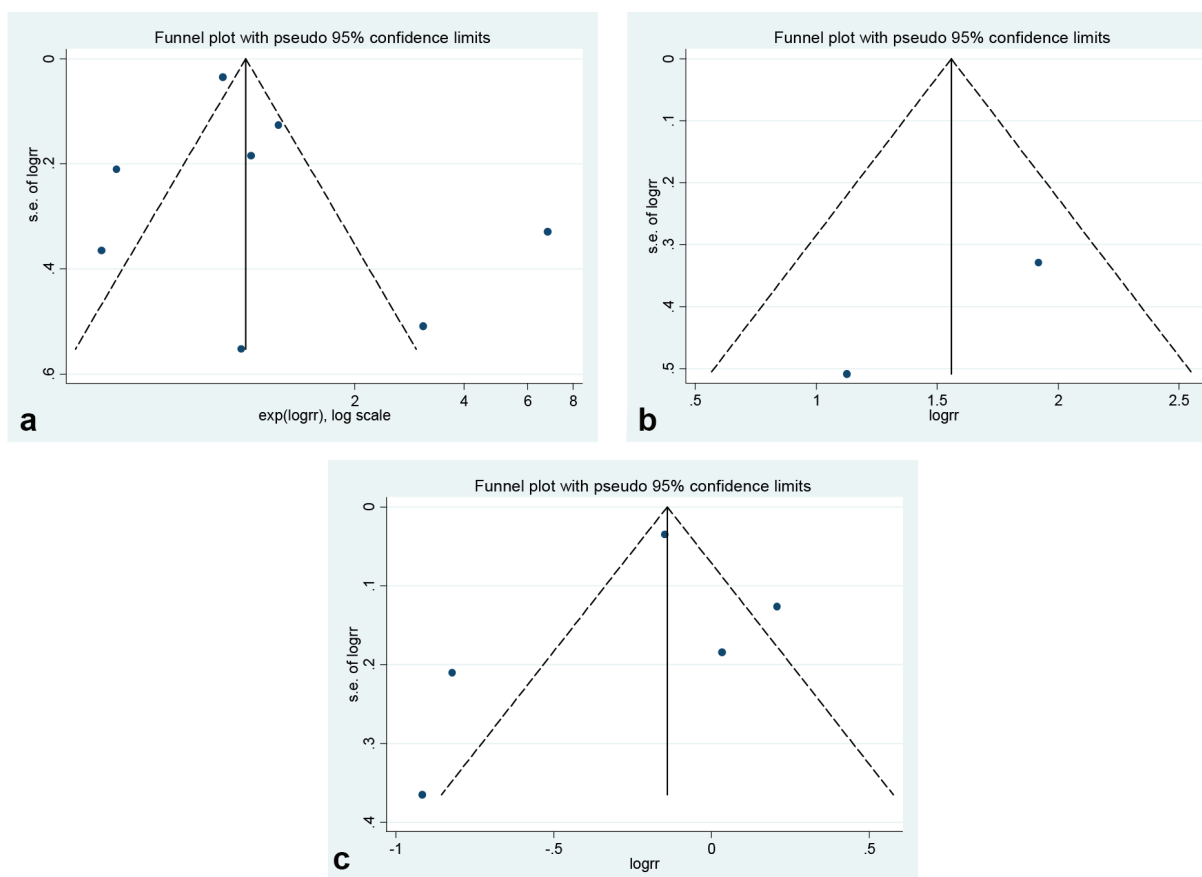 Funnel plot with pseudo 95% confidence limits
s.e. of logrr
0
.2
.4
.6
2
4
6
8
exp(logrr), log scale
a
Funnel plot with pseudo 95% confidence limits
s.e. of logrr
0
.1
.2
.3
.4
.5
.5
1
1.5
2
2.5
logrr
b
Funnel plot with pseudo 95% confidence limits
s.e. of logrr
0
.1
.2
.3
.4
-1
-.5
0
.5
logrr
c